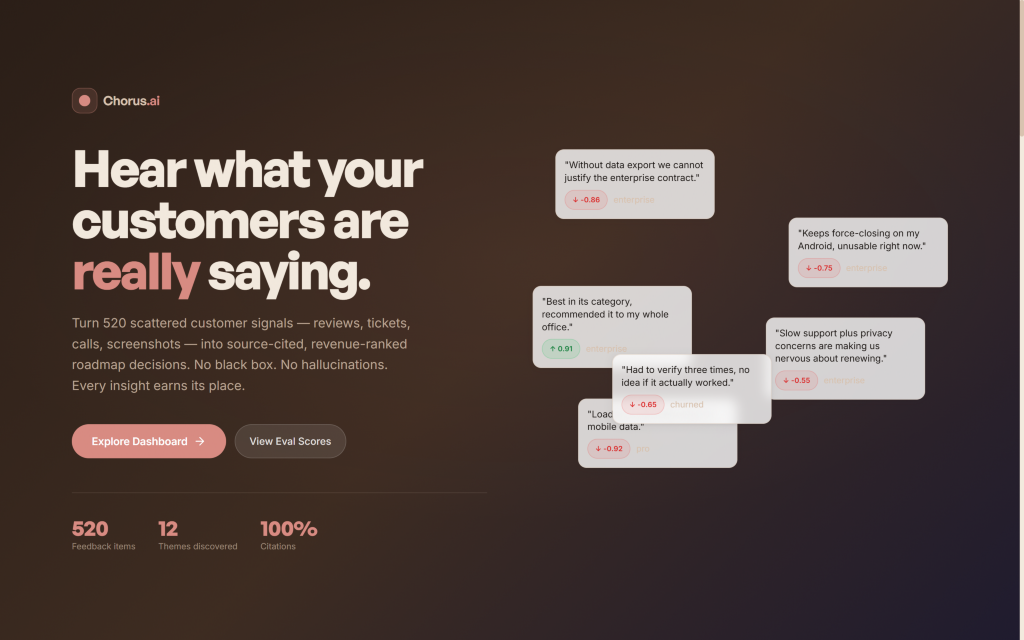 Chorus.ai
Hear what your
customers are
really saying.
Turn 520 scattered customer signals — reviews, tickets,
calls, screenshots — into source-cited, revenue-ranked
roadmap decisions. No black box. No hallucinations.
Every insight earns its place.
Explore Dashboard →
View Eval Scores
520
Feedback items
12
Themes discovered
100%
Citations
"Without data export we cannot
justify the enterprise contract."
↓ -0.86 enterprise
"Keeps force-closing on my
Android, unusable right now."
↓ -0.75 enterprise
"Best in its category,
recommended it to my whole
office."
↑ 0.91 enterprise
"Slow support plus privacy
concerns are making us
nervous about renewing."
↓ -0.55 enterprise
"Had to verify three times, no
idea if it actually worked."
↓ -0.65 churned
mobile data."
↓ -0.92 pro